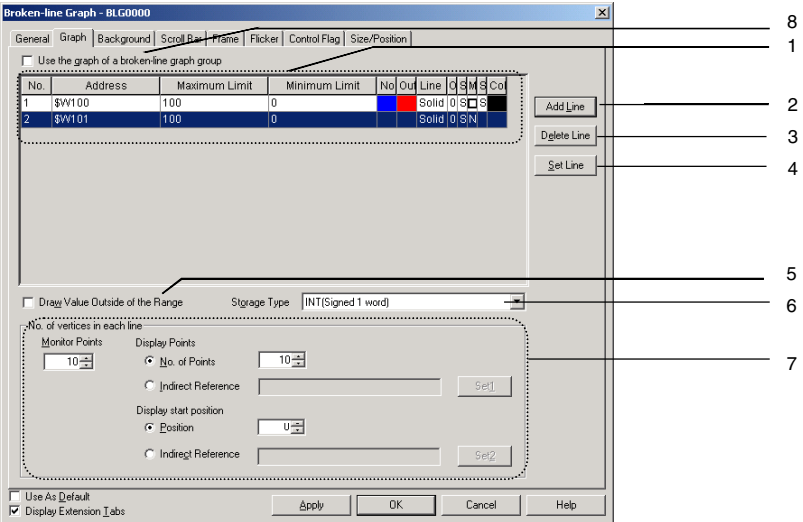 Broken-line Graph - BLG0000
8
General Graph Background Scroll Bar Frame Flicker Control Flag Size/Position
1
Use the graph of a broken-line graph group
No. Address Maximum Limit Minimum Limit No Out Line O S M S Col
1 $W100 100 0 Solid 0 S S
Add Line
2
2 $W101 100 0 Solid 0 S N
Delete Line
3
Set Line
4
5
Draw Value Outside of the Range Storage Type INT(Signed 1 word)
6
No. of vertices in each line
Monitor Points Display Points
10 No. of Points 10
7
Indirect Reference Set1
Display start position
Position 0
Indirect Reference Set2
Use As Default
Display Extension Tabs
Apply OK Cancel Help